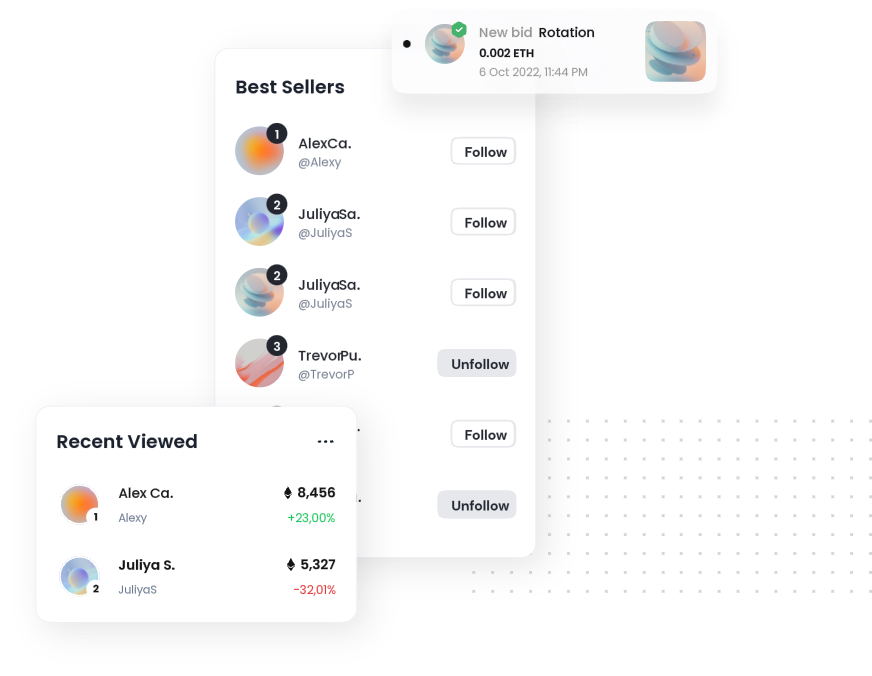 New bid Rotation
0.002 ETH
6 Oct 2022, 11:44 PM
Best Sellers
1
AlexCa.
@Alexy
Follow
2
JuliyaSa.
@JuliyaS
Follow
2
JuliyaSa.
@JuliyaS
Follow
3
TrevorPu.
@TrevorP
Unfollow
Follow
Unfollow
Recent Viewed
Alex Ca.
8,456
1
Alexy
+23,00%
Juliya S.
5,327
2
JuliyaS
-32,01%